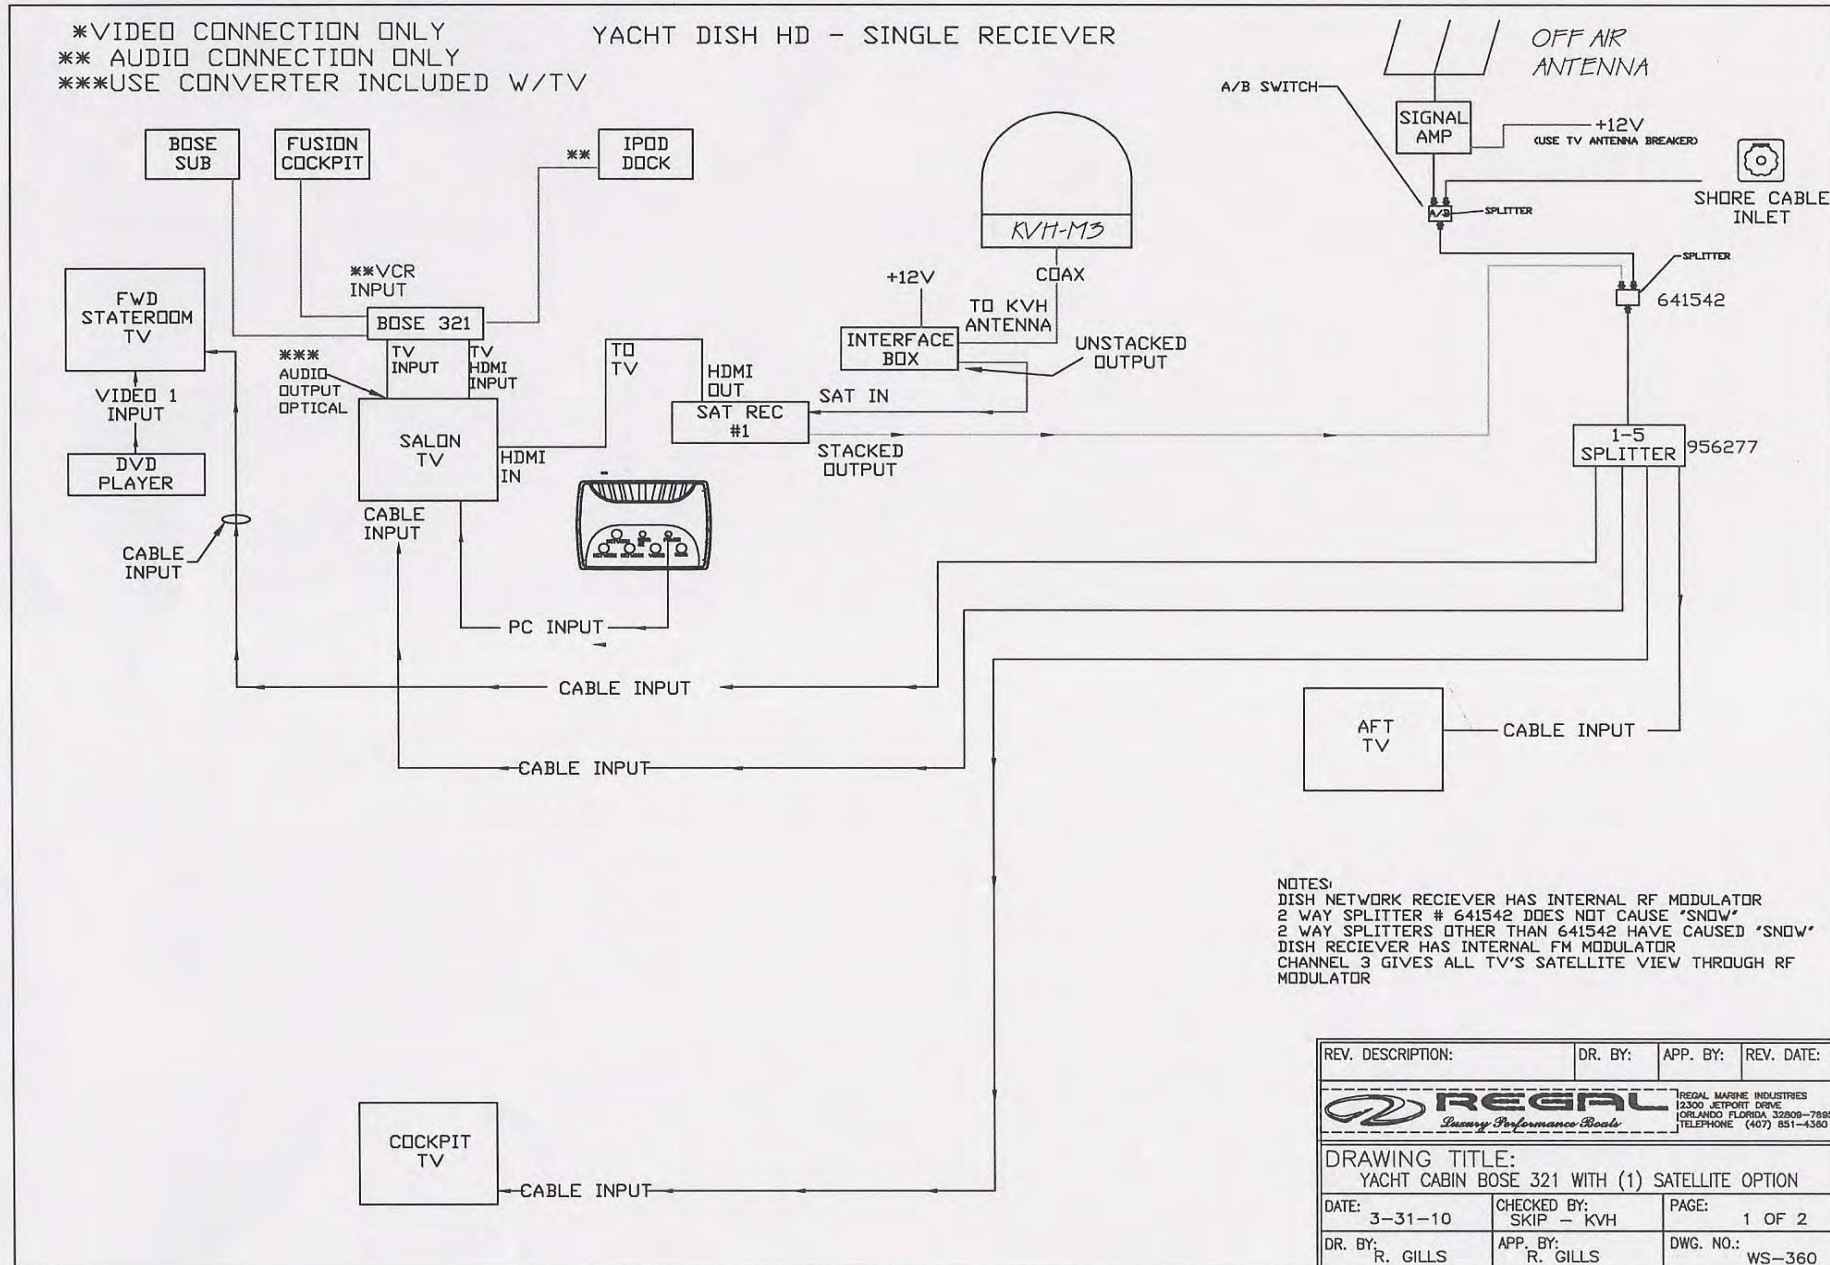 *VIDEO CONNECTION ONLY
** AUDIO CONNECTION ONLY
***USE CONVERTER INCLUDED W/TV
YACHT DISH HD - SINGLE RECIEVER
OFF AIR
ANTENNA
A/B SWITCH
SIGNAL
AMP
+12V
(USE TV ANTENNA BREAKER)
SHORE CABLE
INLET
A/B
SPLITTER
SPLITTER
641542
BOSE
SUB
FUSION
COCKPIT
**
IPOD
DOCK
KVH-M3
COAX
TO KVH
ANTENNA
+12V
INTERFACE
BOX
UNSTACKED
OUTPUT
**VCR
INPUT
BOSE 321
FWD
STATEROOM
TV
TV
INPUT
TV
HDMI
INPUT
***
AUDIO
OUTPUT
OPTICAL
TO
TV
HDMI
OUT
SAT IN
SAT REC
#1
STACKED
OUTPUT
VIDEO 1
INPUT
DVD
PLAYER
SALON
TV
HDMI
IN
CABLE
INPUT
CABLE
INPUT
1-5
SPLITTER
956277
PC INPUT
CABLE INPUT
CABLE INPUT
AFT
TV
CABLE INPUT
COCKPIT
TV
CABLE INPUT
NOTES:
DISH NETWORK RECIEVER HAS INTERNAL RF MODULATOR
2 WAY SPLITTER # 641542 DOES NOT CAUSE "SNOW"
2 WAY SPLITTERS OTHER THAN 641542 HAVE CAUSED "SNOW"
DISH RECIEVER HAS INTERNAL FM MODULATOR
CHANNEL 3 GIVES ALL TV'S SATELLITE VIEW THROUGH RF
MODULATOR
REV. DESCRIPTION: DR. BY: APP. BY: REV. DATE:
REGAL
Luxury Performance Boats
REGAL MARINE INDUSTRIES
2300 JETPORT DRIVE
ORLANDO FLORIDA 32809-7895
TELEPHONE (407) 851-4360
DRAWING TITLE:
YACHT CABIN BOSE 321 WITH (1) SATELLITE OPTION
DATE: 3-31-10
CHECKED BY: SKIP - KVH
PAGE: 1 OF 2
DR. BY: R. GILLS
APP. BY: R. GILLS
DWG. NO.: WS-360